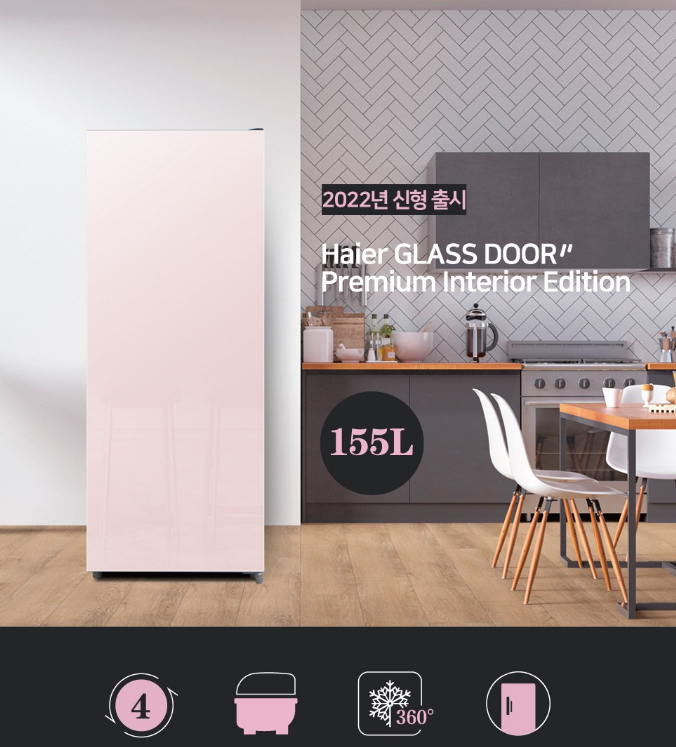 2022년 신형 출시
Haier GLASS DOOR"
Premium Interior Edition
155L
4
360°